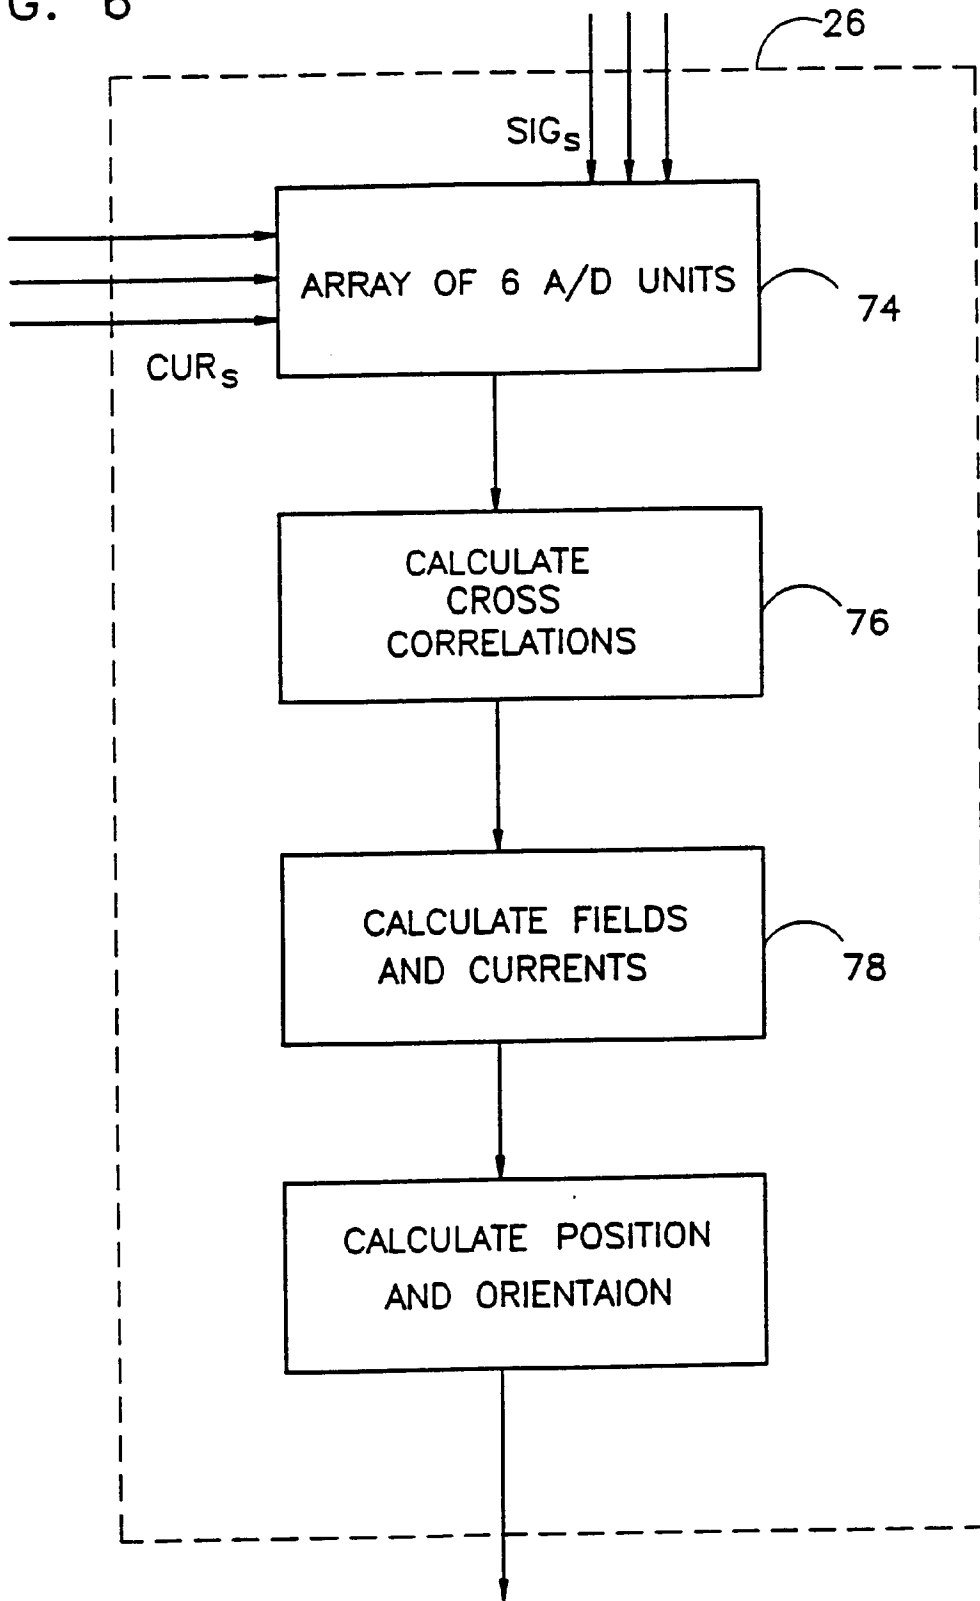 G. 6
26
SIGs
ARRAY OF 6 A/D UNITS
74
CURs
CALCULATE
CROSS
CORRELATIONS
76
CALCULATE FIELDS
AND CURRENTS
78
CALCULATE POSITION
AND ORIENTAION